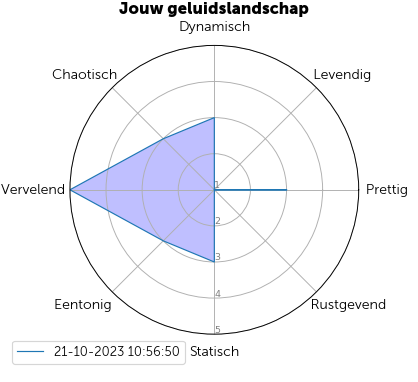 Jouw geluidslandschap
Dynamisch
Chaotisch
Levendig
Vervelend
Prettig
1
2
3
4
5
Eentonig
Rustgevend
21-10-2023 10:56:50
Statisch